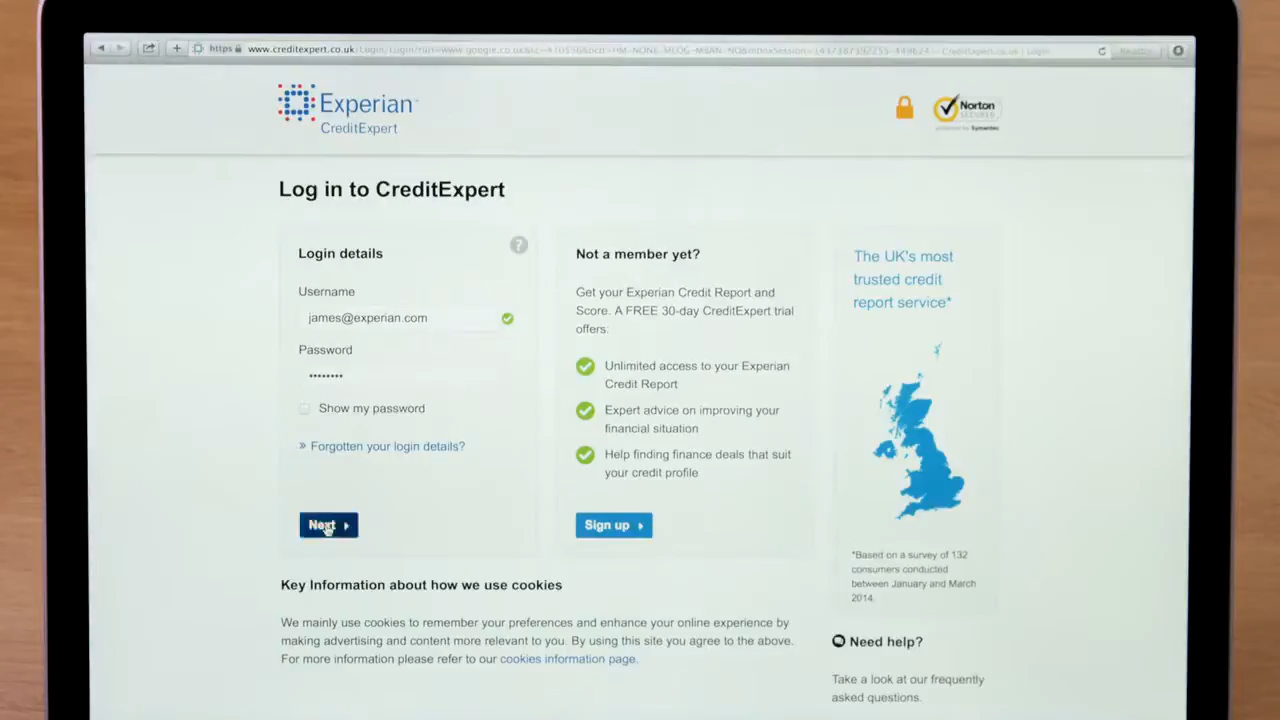 https www.creditexpert.co.uk
Experian
CreditExpert
Norton
SECURED
powered by Symantec
Log in to CreditExpert
Login details
?
Username
james@experian.com
Password
••••••••
Show my password
» Forgotten your login details?
Next
Not a member yet?
Get your Experian Credit Report and
Score. A FREE 30-day CreditExpert trial
offers:
Unlimited access to your Experian
Credit Report
Expert advice on improving your
financial situation
Help finding finance deals that suit
your credit profile
Sign up
The UK's most
trusted credit
report service*
*Based on a survey of 132
consumers conducted
between January and March
2014.
Key Information about how we use cookies
We mainly use cookies to remember your preferences and enhance your online experience by
making advertising and content more relevant to you. By using this site you agree to the above.
For more information please refer to our cookies information page.
Need help?
Take a look at our frequently
asked questions.